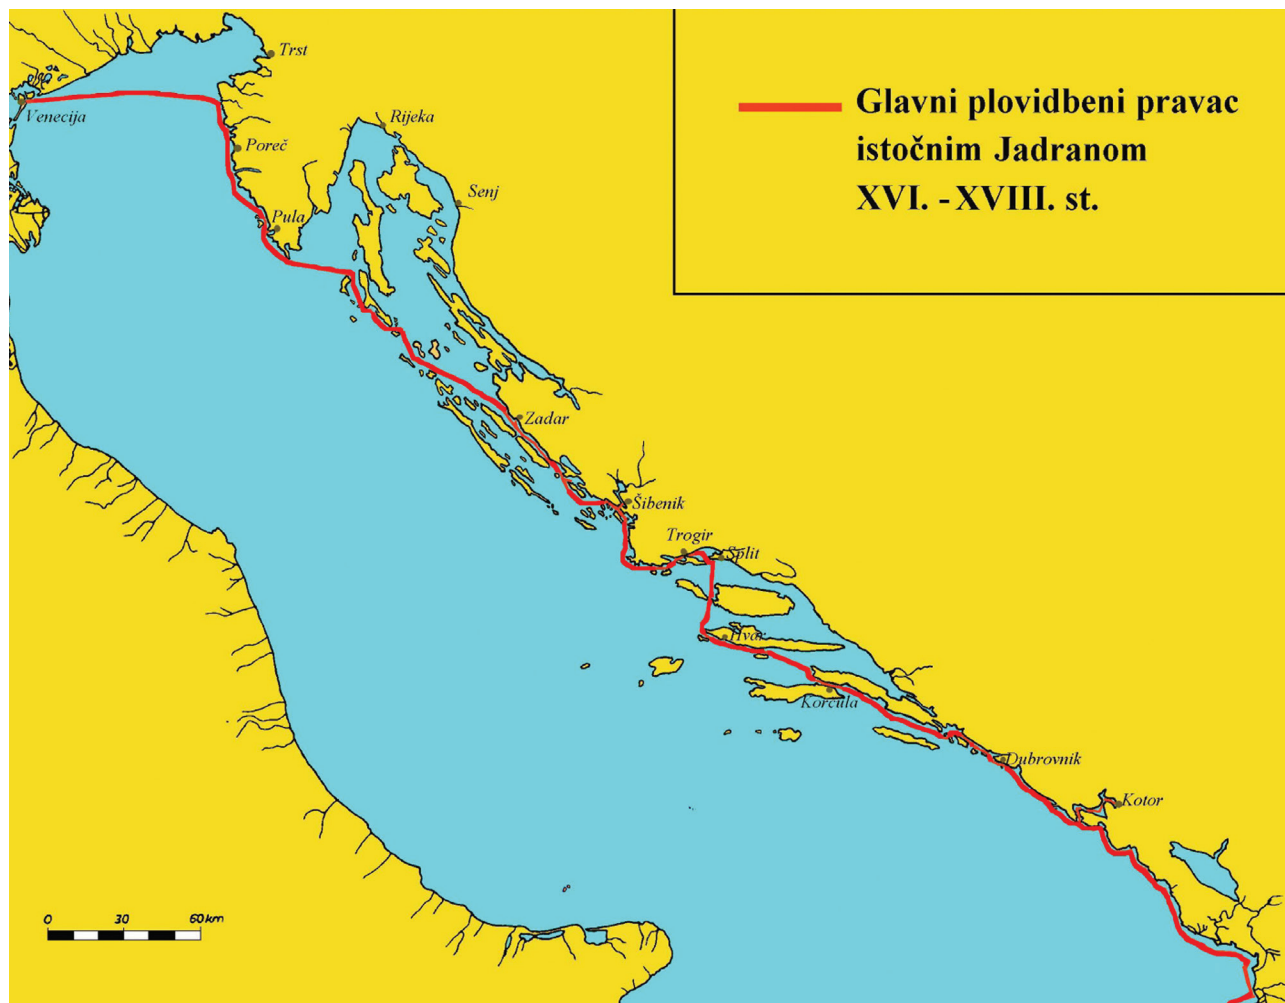 Trst
Venecija
Rijeka
Poreč
Senj
Pula
Glavni plovidbeni pravac
istočnim Jadranom
XVI. - XVIII. st.
Zadar
Šibenik
Trogir
Split
Hvar
Korčula
Dubrovnik
Kotor
0 30 60 km